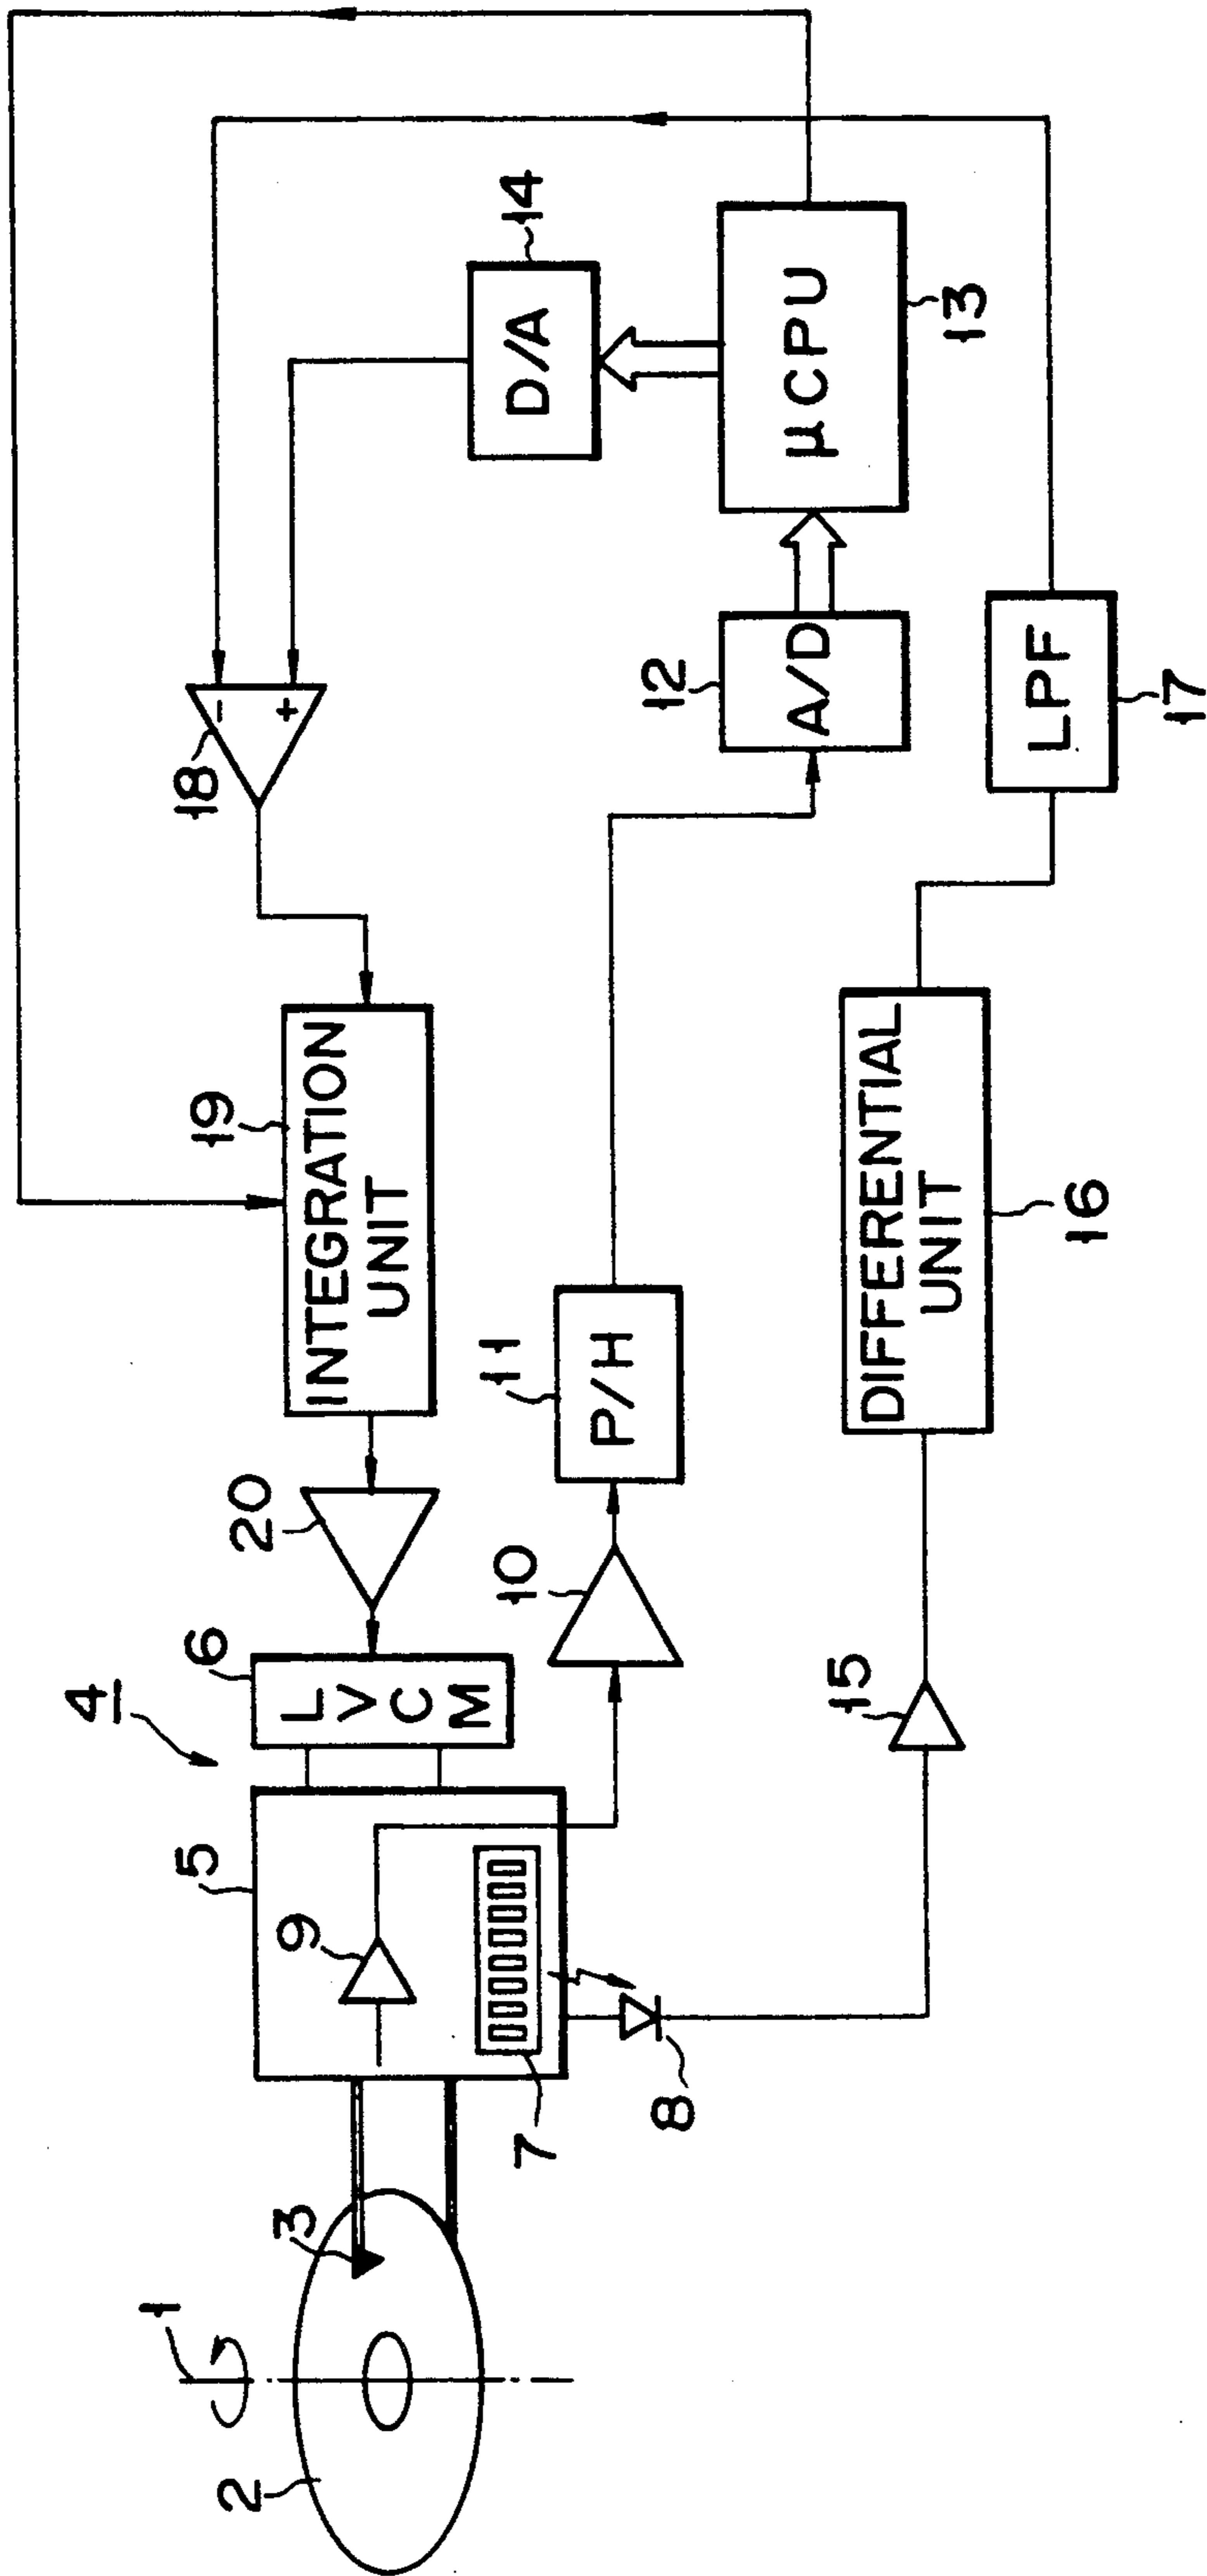 1
2
3
4
5
6
L V C M
7
8
9
10
11
P/H
12
A/D
13
μCPU
14
D/A
15
16
DIFFERENTIAL
UNIT
17
LPF
18
-
+
19
INTEGRATION
UNIT
20